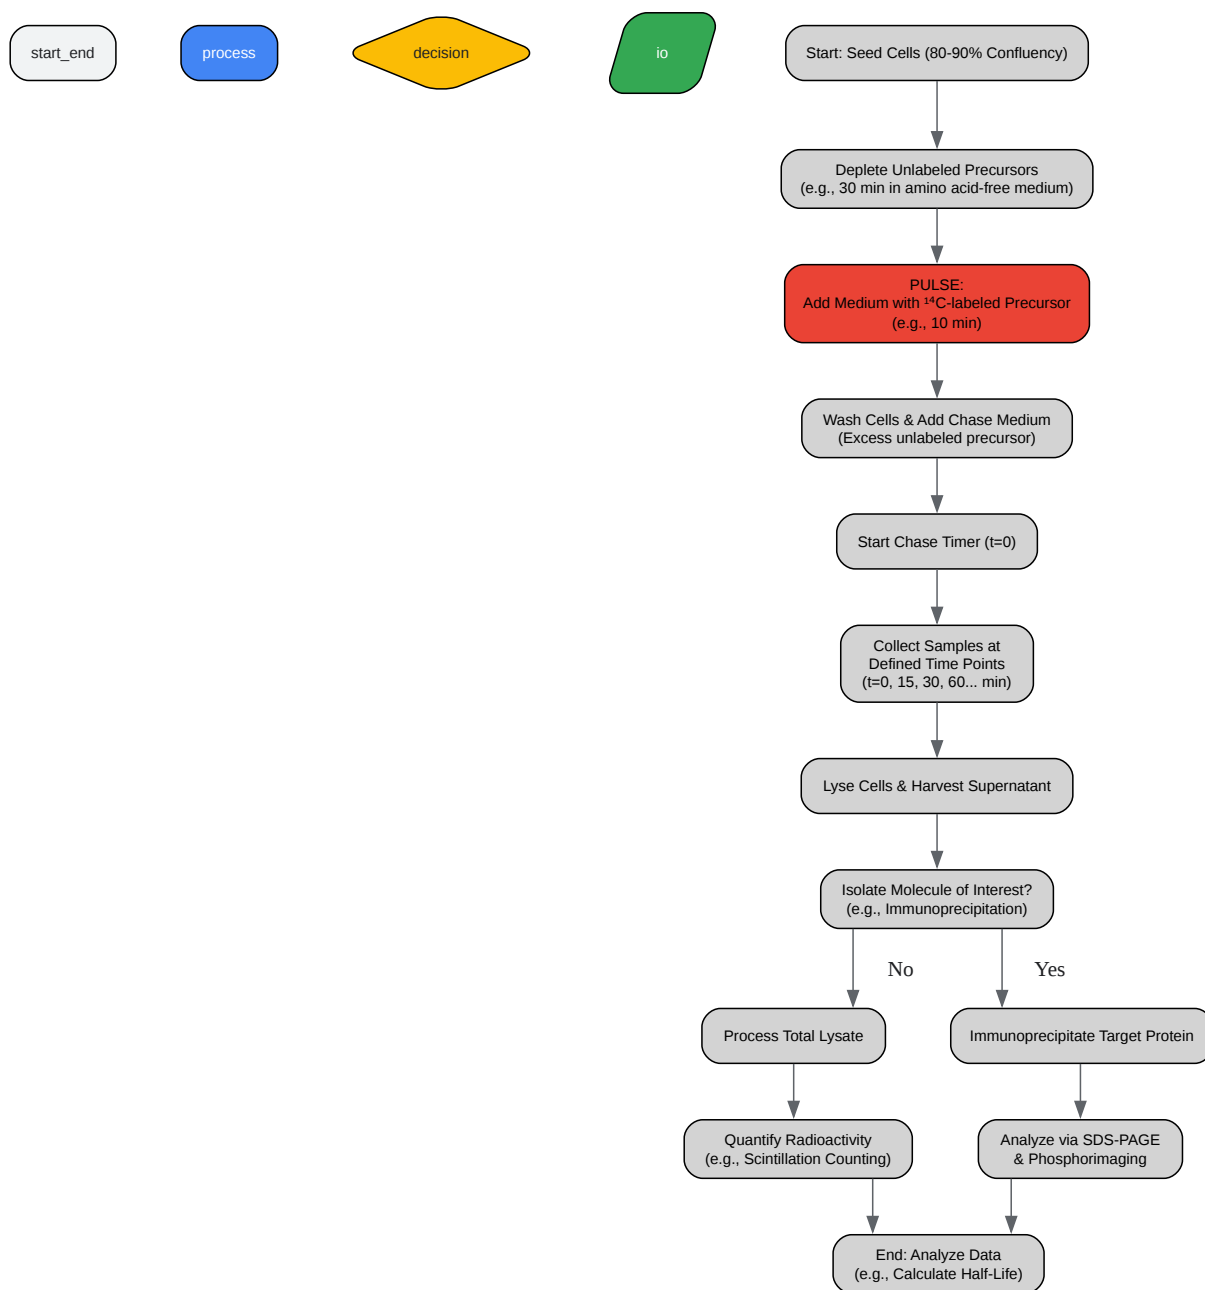 start_end
process
decision
io
Start: Seed Cells (80-90% Confluency)
Deplete Unlabeled Precursors
(e.g., 30 min in amino acid-free medium)
PULSE:
Add Medium with ¹⁴C-labeled Precursor
(e.g., 10 min)
Wash Cells & Add Chase Medium
(Excess unlabeled precursor)
Start Chase Timer (t=0)
Collect Samples at
Defined Time Points
(t=0, 15, 30, 60... min)
Lyse Cells & Harvest Supernatant
Isolate Molecule of Interest?
(e.g., Immunoprecipitation)
No
Yes
Process Total Lysate
Immunoprecipitate Target Protein
Quantify Radioactivity
(e.g., Scintillation Counting)
Analyze via SDS-PAGE
& Phosphorimaging
End: Analyze Data
(e.g., Calculate Half-Life)